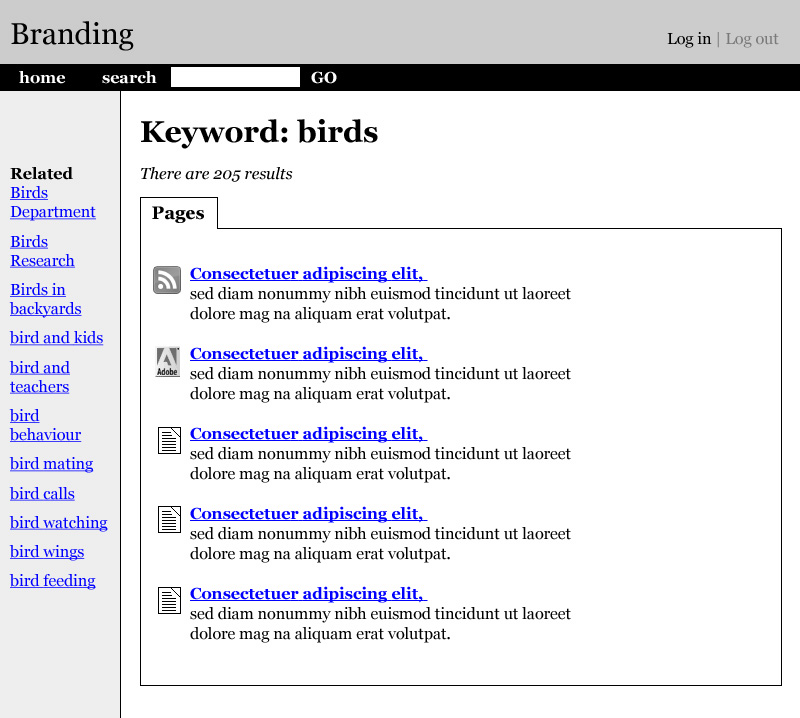 Branding
Log in | Log out
home search GO
Keyword: birds
There are 205 results
Related
Birds
Department
Birds
Research
Birds in
backyards
bird and kids
bird and
teachers
bird
behaviour
bird mating
bird calls
bird watching
bird wings
bird feeding
Pages
Consectetuer adipiscing elit,
sed diam nonummy nibh euismod tincidunt ut laoreet
dolore mag na aliquam erat volutpat.
Adobe
Consectetuer adipiscing elit,
sed diam nonummy nibh euismod tincidunt ut laoreet
dolore mag na aliquam erat volutpat.
Consectetuer adipiscing elit,
sed diam nonummy nibh euismod tincidunt ut laoreet
dolore mag na aliquam erat volutpat.
Consectetuer adipiscing elit,
sed diam nonummy nibh euismod tincidunt ut laoreet
dolore mag na aliquam erat volutpat.
Consectetuer adipiscing elit,
sed diam nonummy nibh euismod tincidunt ut laoreet
dolore mag na aliquam erat volutpat.